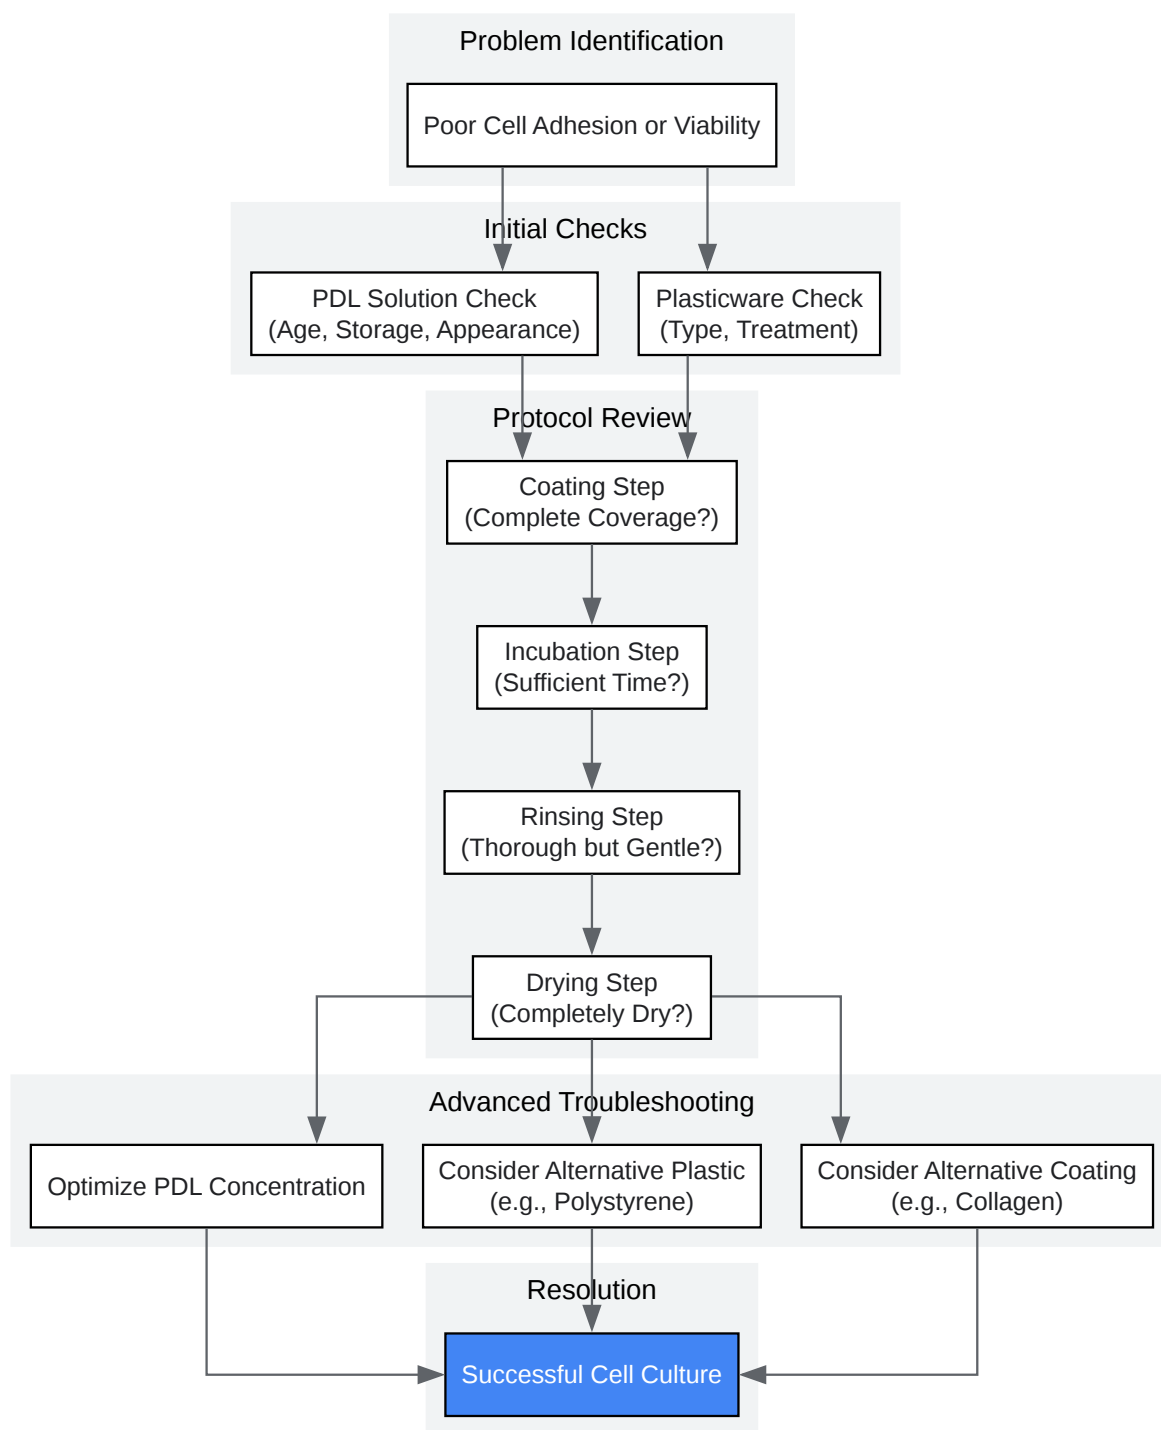 Problem Identification
Poor Cell Adhesion or Viability
Initial Checks
PDL Solution Check
(Age, Storage, Appearance)
Plasticware Check
(Type, Treatment)
Protocol Review
Coating Step
(Complete Coverage?)
Incubation Step
(Sufficient Time?)
Rinsing Step
(Thorough but Gentle?)
Drying Step
(Completely Dry?)
Advanced Troubleshooting
Optimize PDL Concentration
Consider Alternative Plastic
(e.g., Polystyrene)
Consider Alternative Coating
(e.g., Collagen)
Resolution
Successful Cell Culture